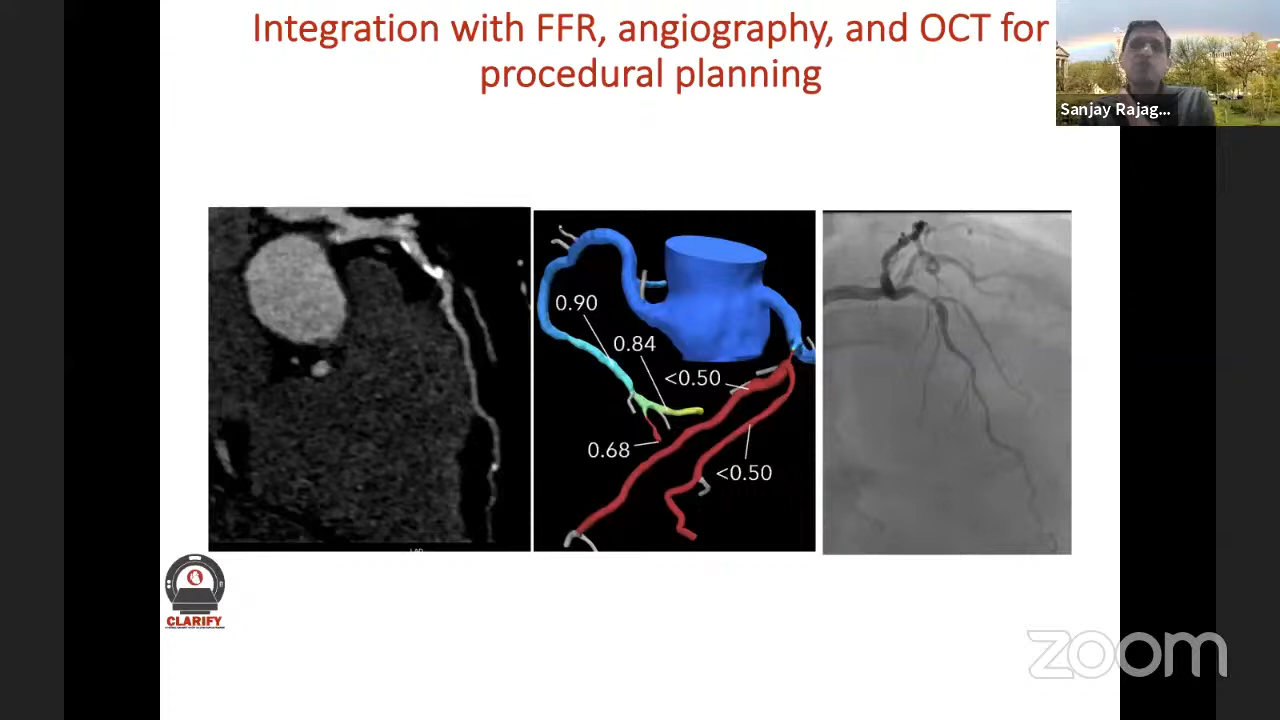 Integration with FFR, angiography, and OCT for
procedural planning
Sanjay Rajag...
0.90
0.84
<0.50
0.68
<0.50
CLARIFY
zoom